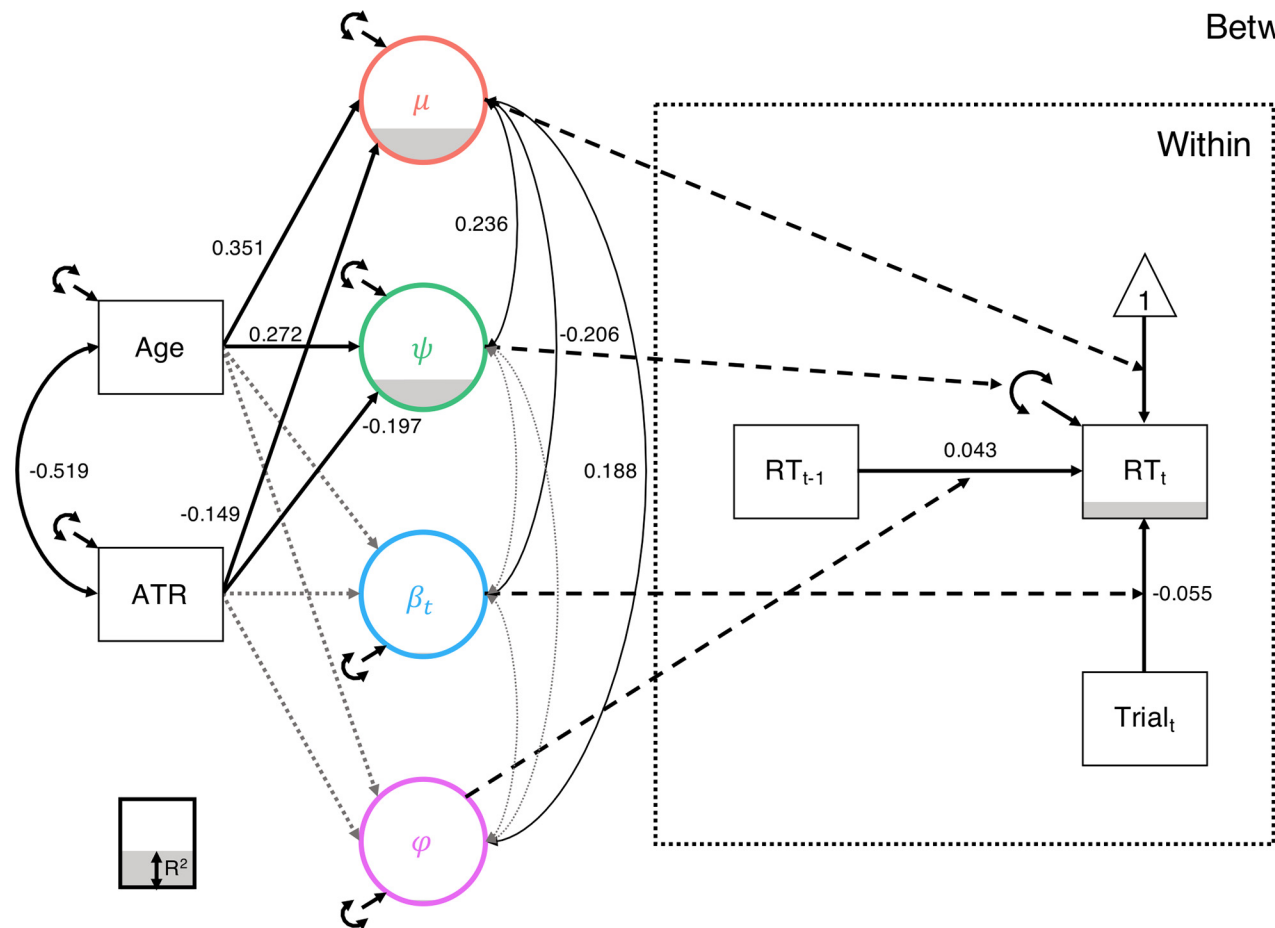 Betw
μ
Within
0.351
0.236
1
Age
0.272
ψ
-0.206
-0.197
RTt-1
0.043
RTt
-0.519
0.188
-0.149
ATR
βt
-0.055
Trialt
R²
φ